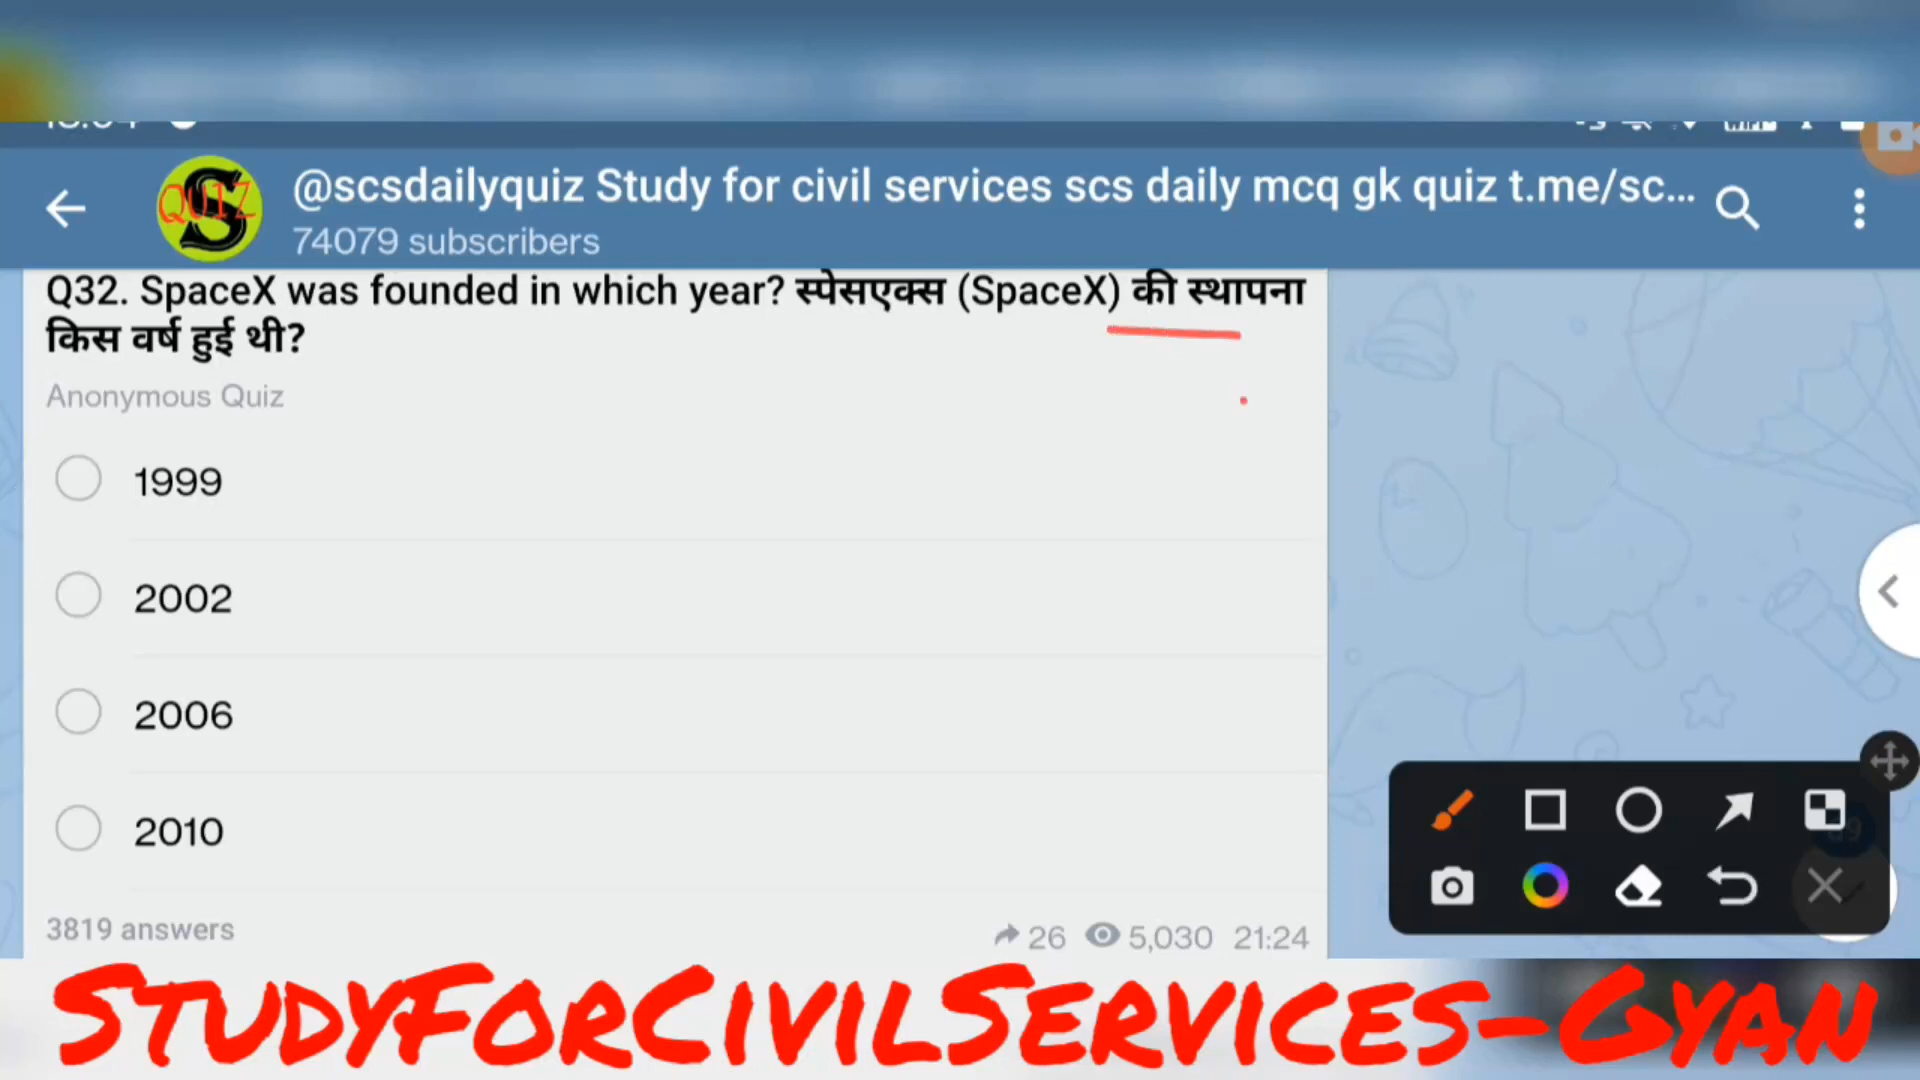 @scsdailyquiz Study for civil services scs daily mcq gk quiz t.me/sc...
QUIZ S
74079 subscribers
Q32. SpaceX was founded in which year? स्पेसएक्स (SpaceX) की स्थापना
किस वर्ष हुई थी?
Anonymous Quiz
1999
2002
2006
2010
3819 answers
26 5,030 21:24
STUDYFORCIVILSERVICES-GYAN